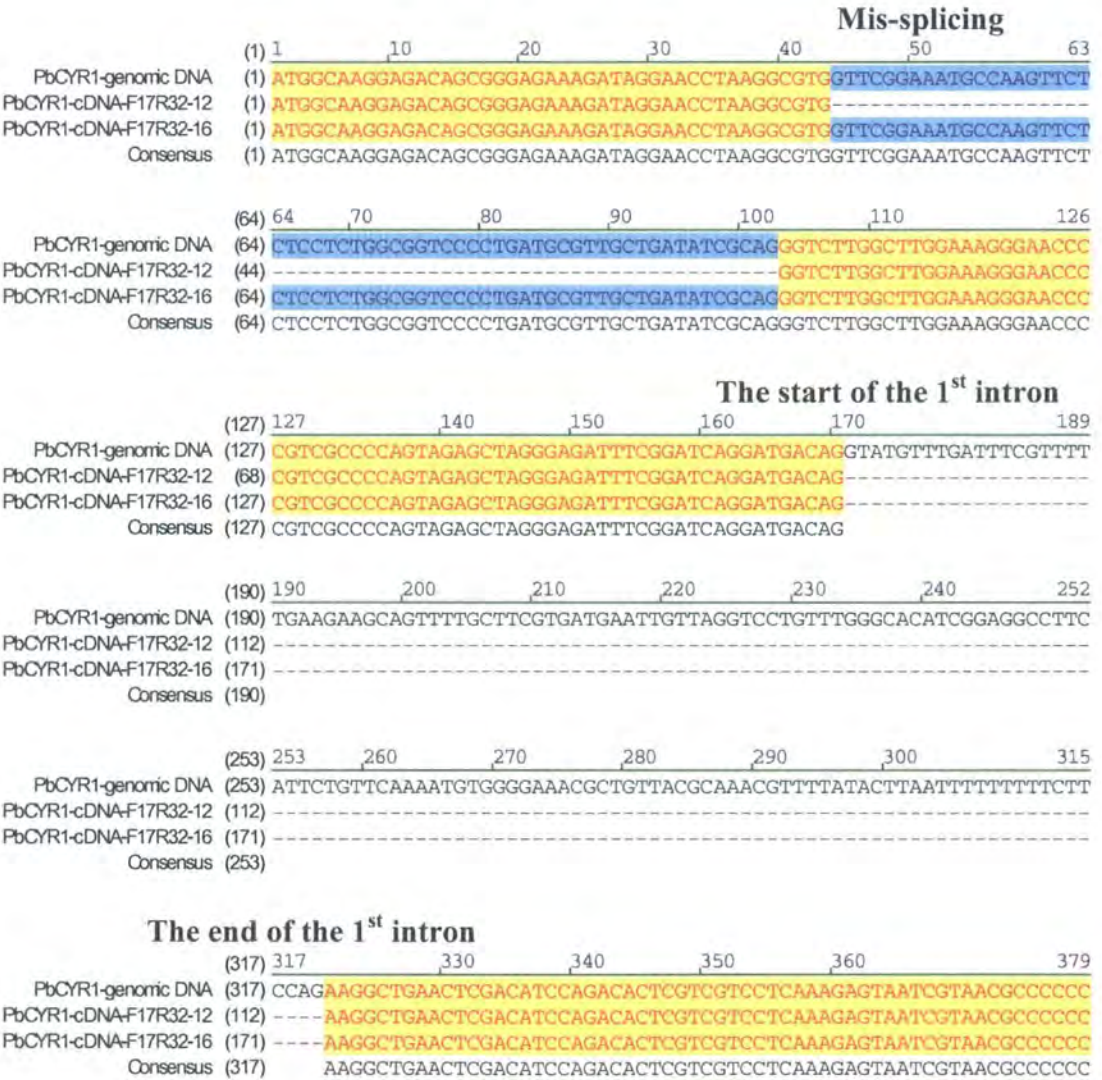 Mis-splicing
(1) 1 10 20 30 40 50 63
PbCYR1-genomic DNA (1) ATGGCAAGGAGACAGCGGGAGAAAGATAGGAACCTAAGGCGTGGTTCGGAAATGCCAAGTTCT
PbCYR1-cDNA-F17R32-12 (1) ATGGCAAGGAGACAGCGGGAGAAAGATAGGAACCTAAGGCGTG--------------------
PbCYR1-cDNA-F17R32-16 (1) ATGGCAAGGAGACAGCGGGAGAAAGATAGGAACCTAAGGCGTGGTTCGGAAATGCCAAGTTCT
Consensus (1) ATGGCAAGGAGACAGCGGGAGAAAGATAGGAACCTAAGGCGTGGTTCGGAAATGCCAAGTTCT
(64) 64 70 80 90 100 110 126
PbCYR1-genomic DNA (64) CTCCTCTGGCGGTCCCCTGATGCGTTGCTGATATCGCAGGGTCTTGGCTTGGAAAGGGAACCC
PbCYR1-cDNA-F17R32-12 (44) ---------------------------------------GGTCTTGGCTTGGAAAGGGAACCC
PbCYR1-cDNA-F17R32-16 (64) CTCCTCTGGCGGTCCCCTGATGCGTTGCTGATATCGCAGGGTCTTGGCTTGGAAAGGGAACCC
Consensus (64) CTCCTCTGGCGGTCCCCTGATGCGTTGCTGATATCGCAGGGTCTTGGCTTGGAAAGGGAACCC
The start of the 1st intron
(127) 127 140 150 160 170 189
PbCYR1-genomic DNA (127) CGTCGCCCCAGTAGAGCTAGGGAGATTTCGGATCAGGATGACAGGTATGTTTGATTTCGTTTT
PbCYR1-cDNA-F17R32-12 (68) CGTCGCCCCAGTAGAGCTAGGGAGATTTCGGATCAGGATGACAG-------------------
PbCYR1-cDNA-F17R32-16 (127) CGTCGCCCCAGTAGAGCTAGGGAGATTTCGGATCAGGATGACAG-------------------
Consensus (127) CGTCGCCCCAGTAGAGCTAGGGAGATTTCGGATCAGGATGACAG
(190) 190 200 210 220 230 240 252
PbCYR1-genomic DNA (190) TGAAGAAGCAGTTTTGCTTCGTGATGAATTGTTAGGTCCTGTTTGGGCACATCGGAGGCCTTC
PbCYR1-cDNA-F17R32-12 (112) ---------------------------------------------------------------
PbCYR1-cDNA-F17R32-16 (171) ---------------------------------------------------------------
Consensus (190)
(253) 253 260 270 280 290 300 315
PbCYR1-genomic DNA (253) ATTCTGTTCAAAATGTGGGGAAACGCTGTTACGCAAACGTTTTATACTTAATTTTTTTTTCTT
PbCYR1-cDNA-F17R32-12 (112) ---------------------------------------------------------------
PbCYR1-cDNA-F17R32-16 (171) ---------------------------------------------------------------
Consensus (253)
The end of the 1st intron
(317) 317 330 340 350 360 379
PbCYR1-genomic DNA (317) CCAGAAGGCTGAACTCGACATCCAGACACTCGTCGTCCTCAAAGAGTAATCGTAACGCCCCCC
PbCYR1-cDNA-F17R32-12 (112) ----AAGGCTGAACTCGACATCCAGACACTCGTCGTCCTCAAAGAGTAATCGTAACGCCCCCC
PbCYR1-cDNA-F17R32-16 (171) ----AAGGCTGAACTCGACATCCAGACACTCGTCGTCCTCAAAGAGTAATCGTAACGCCCCCC
Consensus (317) AAGGCTGAACTCGACATCCAGACACTCGTCGTCCTCAAAGAGTAATCGTAACGCCCCCC